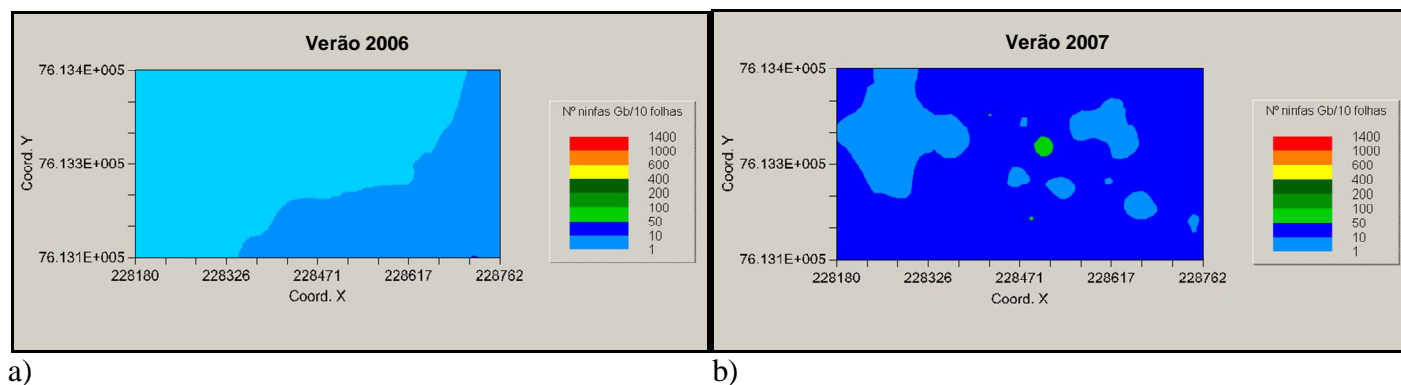 Verão 2006
76.134E+005
76.133E+005
76.131E+005
Coord. Y
228180 228326 228471 228617 228762
Coord. X
Nº ninfas Gb/10 folhas
1400
1000
600
400
200
100
50
10
1
a)
Verão 2007
76.134E+005
76.133E+005
76.131E+005
Coord. Y
228180 228326 228471 228617 228762
Coord. X
Nº ninfas Gb/10 folhas
1400
1000
600
400
200
100
50
10
1
b)